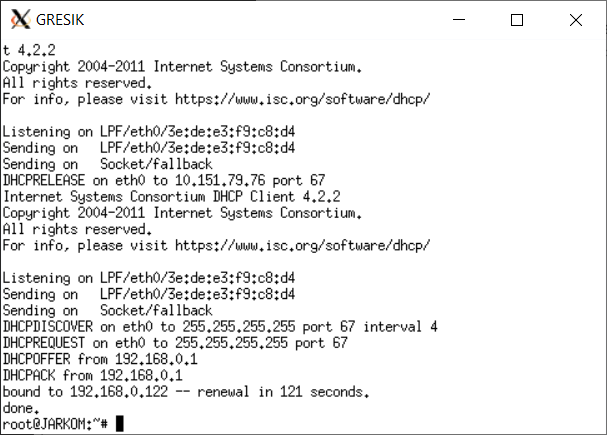 GRESIK
t 4.2.2
Copyright 2004-2011 Internet Systems Consortium.
All rights reserved.
For info, please visit https://www.isc.org/software/dhcp/
Listening on LPF/eth0/3e:de:e3:f9:c8:d4
Sending on   LPF/eth0/3e:de:e3:f9:c8:d4
Sending on   Socket/fallback
DHCPRELEASE on eth0 to 10.151.79.76 port 67
Internet Systems Consortium DHCP Client 4.2.2
Copyright 2004-2011 Internet Systems Consortium.
All rights reserved.
For info, please visit https://www.isc.org/software/dhcp/
Listening on LPF/eth0/3e:de:e3:f9:c8:d4
Sending on   LPF/eth0/3e:de:e3:f9:c8:d4
Sending on   Socket/fallback
DHCPDISCOVER on eth0 to 255.255.255.255 port 67 interval 4
DHCPREQUEST on eth0 to 255.255.255.255 port 67
DHCPOFFER from 192.168.0.1
DHCPACK from 192.168.0.1
bound to 192.168.0.122 -- renewal in 121 seconds.
done.
root@JARKOM:~#